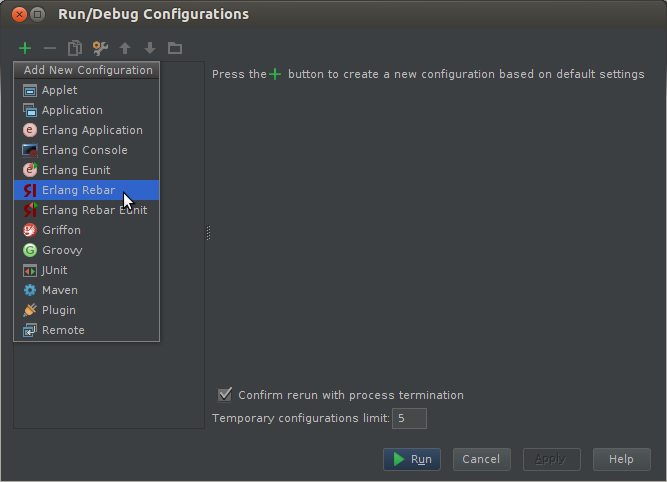 Run/Debug Configurations
Add New Configuration
Press the + button to create a new configuration based on default settings
Applet
Application
Erlang Application
Erlang Console
Erlang Eunit
Erlang Rebar
Erlang Rebar Eunit
Griffon
Groovy
JUnit
Maven
Plugin
Remote
Confirm rerun with process termination
Temporary configurations limit: 5
Run Cancel Apply Help